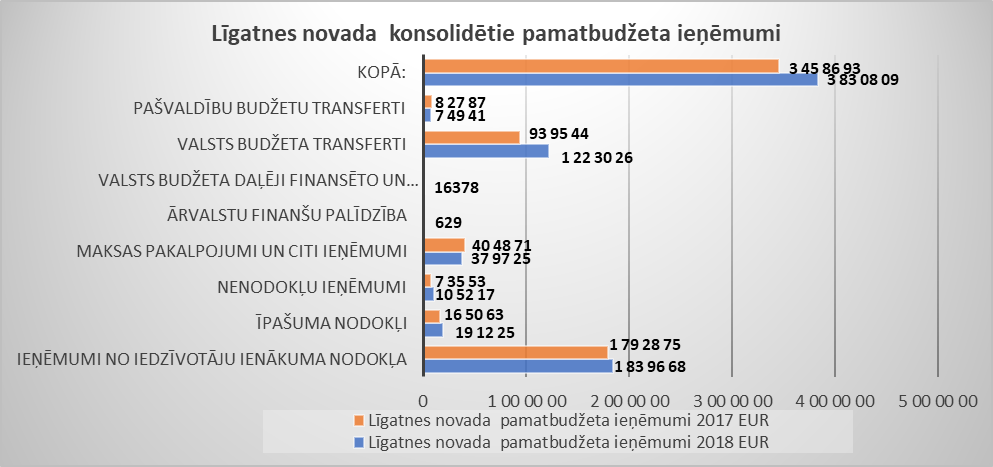 Līgatnes novada konsolidētie pamatbudžeta ieņēmumi
KOPĀ:
3 45 86 93
3 83 08 09
PAŠVALDĪBU BUDŽETU TRANSFERTI
8 27 87
7 49 41
VALSTS BUDŽETA TRANSFERTI
93 95 44
1 22 30 26
VALSTS BUDŽETA DAĻĒJI FINANSĒTO UN...
16378
ĀRVALSTU FINANŠU PALĪDZĪBA
629
MAKSAS PAKALPOJUMI UN CITI IEŅĒMUMI
40 48 71
37 97 25
NENODOKĻU IEŅĒMUMI
7 35 53
10 52 17
ĪPAŠUMA NODOKĻI
16 50 63
19 12 25
IEŅĒMUMI NO IEDZĪVOTĀJU IENĀKUMA NODOKĻA
1 79 28 75
1 83 96 68
0 1 00 00 00 2 00 00 00 3 00 00 00 4 00 00 00 5 00 00 00
Līgatnes novada pamatbudžeta ieņēmumi 2017 EUR
Līgatnes novada pamatbudžeta ieņēmumi 2018 EUR